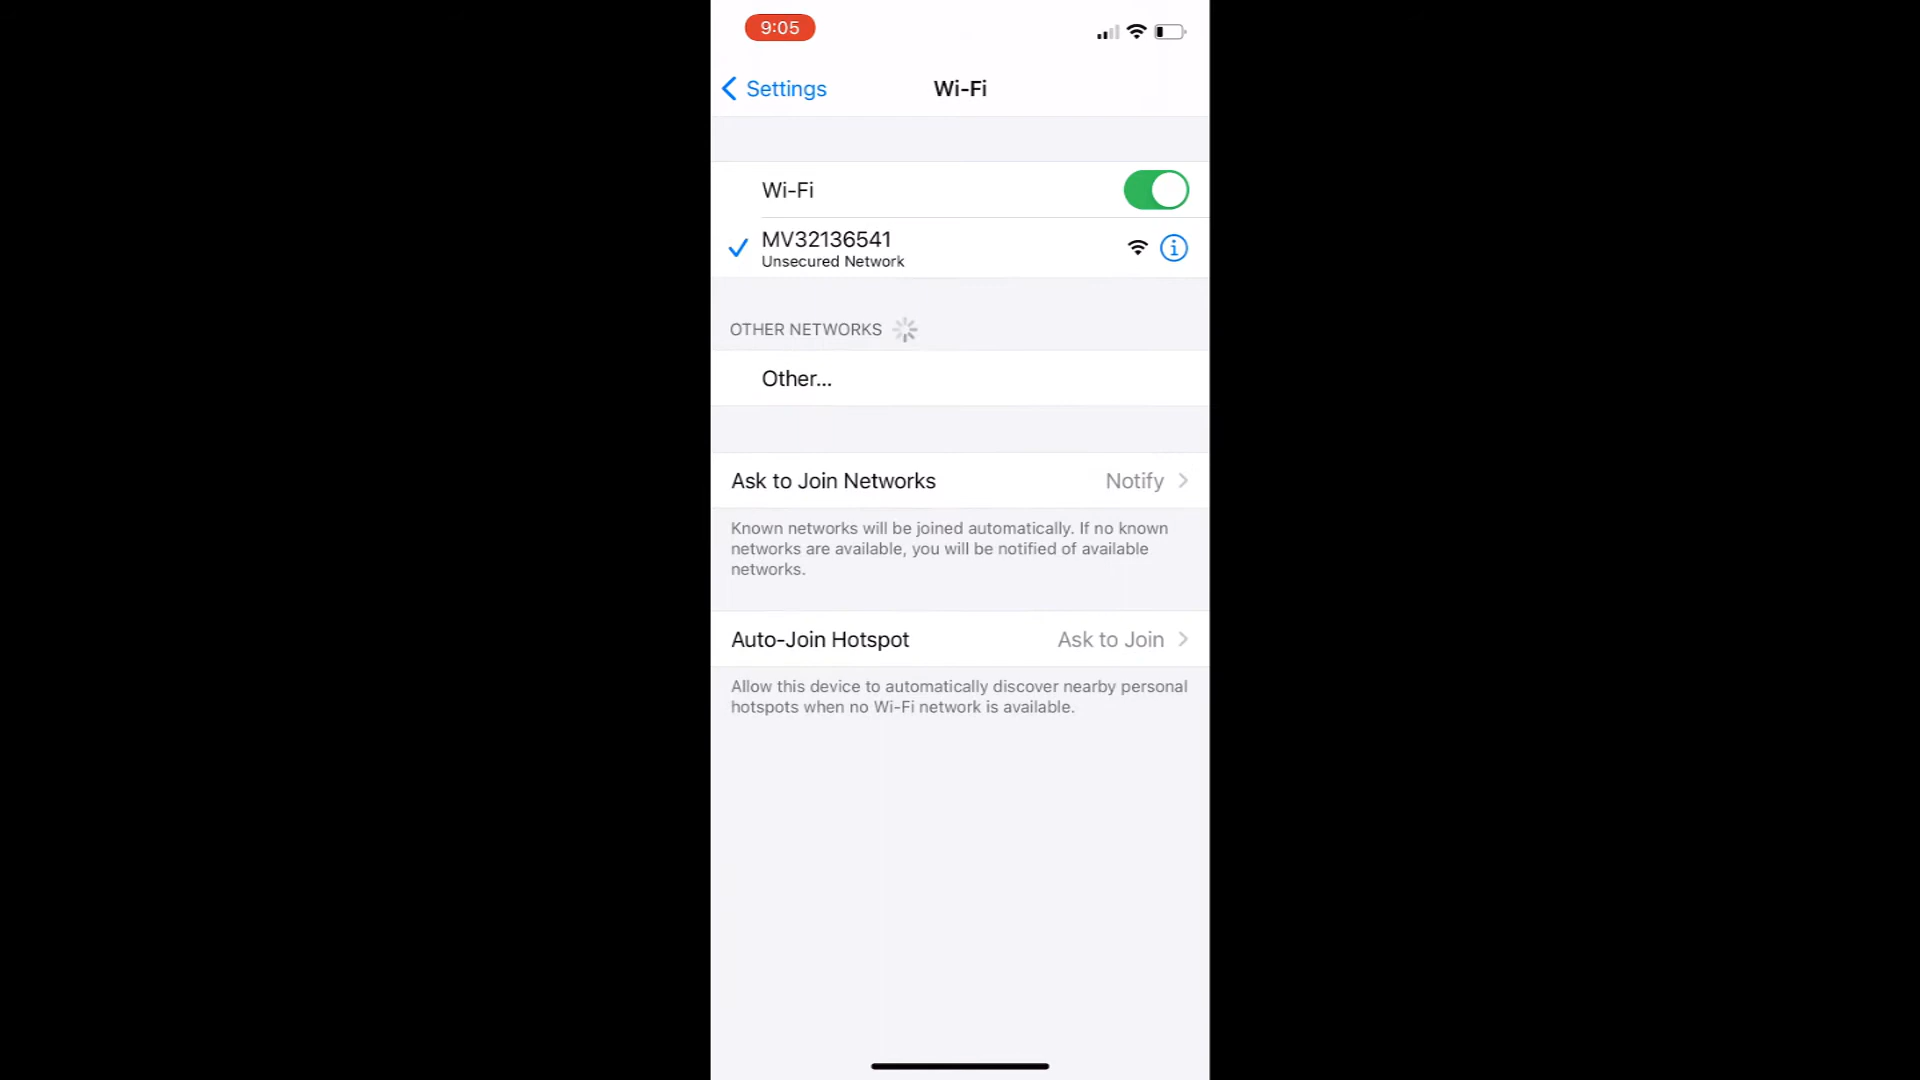 9:05
Settings
Wi-Fi
Wi-Fi
MV32136541
Unsecured Network
OTHER NETWORKS
Other...
Ask to Join Networks
Notify
Known networks will be joined automatically. If no known
networks are available, you will be notified of available
networks.
Auto-Join Hotspot
Ask to Join
Allow this device to automatically discover nearby personal
hotspots when no Wi-Fi network is available.